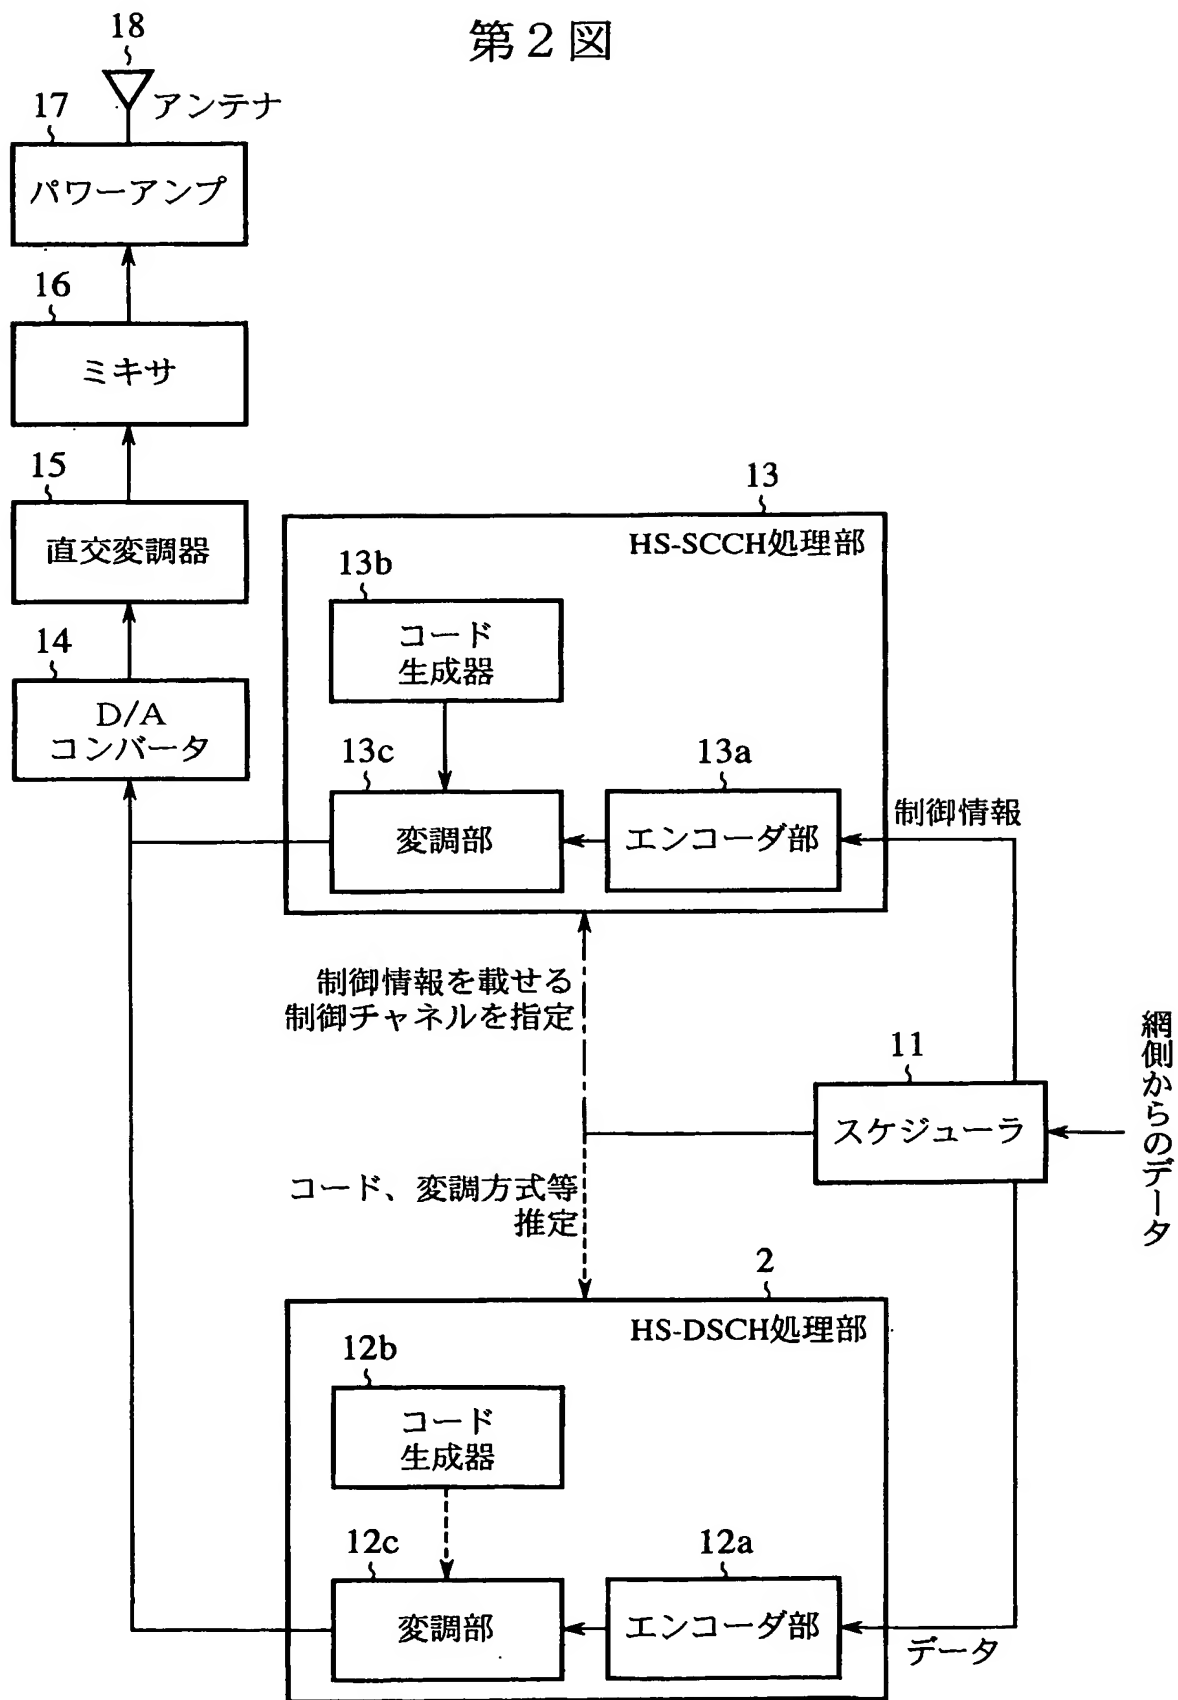 第2図
18
アンテナ
17
パワーアンプ
16
ミキサ
15
直交変調器
14
D/A
コンバータ
13
HS-SCCH処理部
13b
コード
生成器
13c
変調部
13a
エンコーダ部
制御情報
制御情報を載せる
制御チャネルを指定
11
スケジューラ
網側からのデータ
コード、変調方式等
推定
2
HS-DSCH処理部
12b
コード
生成器
12c
変調部
12a
エンコーダ部
データ